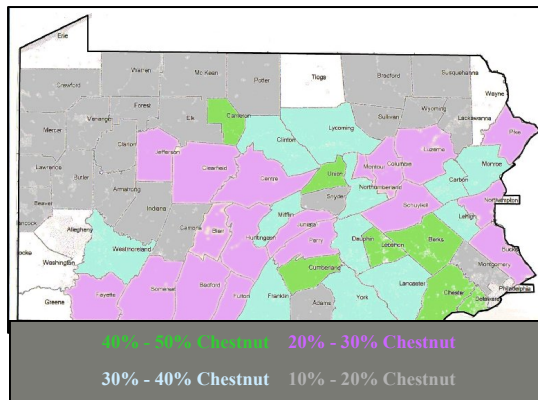 Erie
Warren
McKean
Potter
Tioga
Bradford
Susquehanna
Wayne
Crawford
Forest
Elk
Cameron
Sullivan
Wyoming
Lackawanna
Mercer
Venango
Clinton
Lycoming
Pike
Clarion
Jefferson
Clearfield
Centre
Union
Montour
Columbia
Luzerne
Monroe
Lawrence
Butler
Armstrong
Snyder
Northumberland
Carbon
Beaver
Indiana
Mifflin
Schuylkill
Northampton
Allegheny
Cambria
Blair
Huntingdon
Juniata
Perry
Dauphin
Lebanon
Berks
Lehigh
Bucks
Westmoreland
Washington
Cumberland
Montgomery
Greene
Fayette
Somerset
Bedford
Fulton
Franklin
Adams
York
Lancaster
Chester
Delaware
Philadelphia
40% - 50% Chestnut 20% - 30% Chestnut
30% - 40% Chestnut 10% - 20% Chestnut